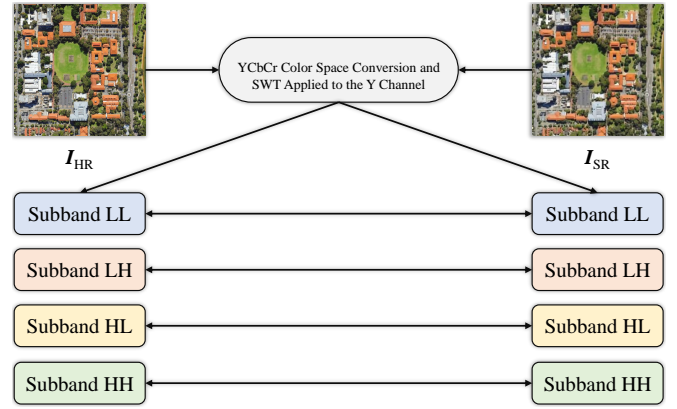 YCbCr Color Space Conversion and
SWT Applied to the Y Channel
I_HR
I_SR
Subband LL
Subband LL
Subband LH
Subband LH
Subband HL
Subband HL
Subband HH
Subband HH